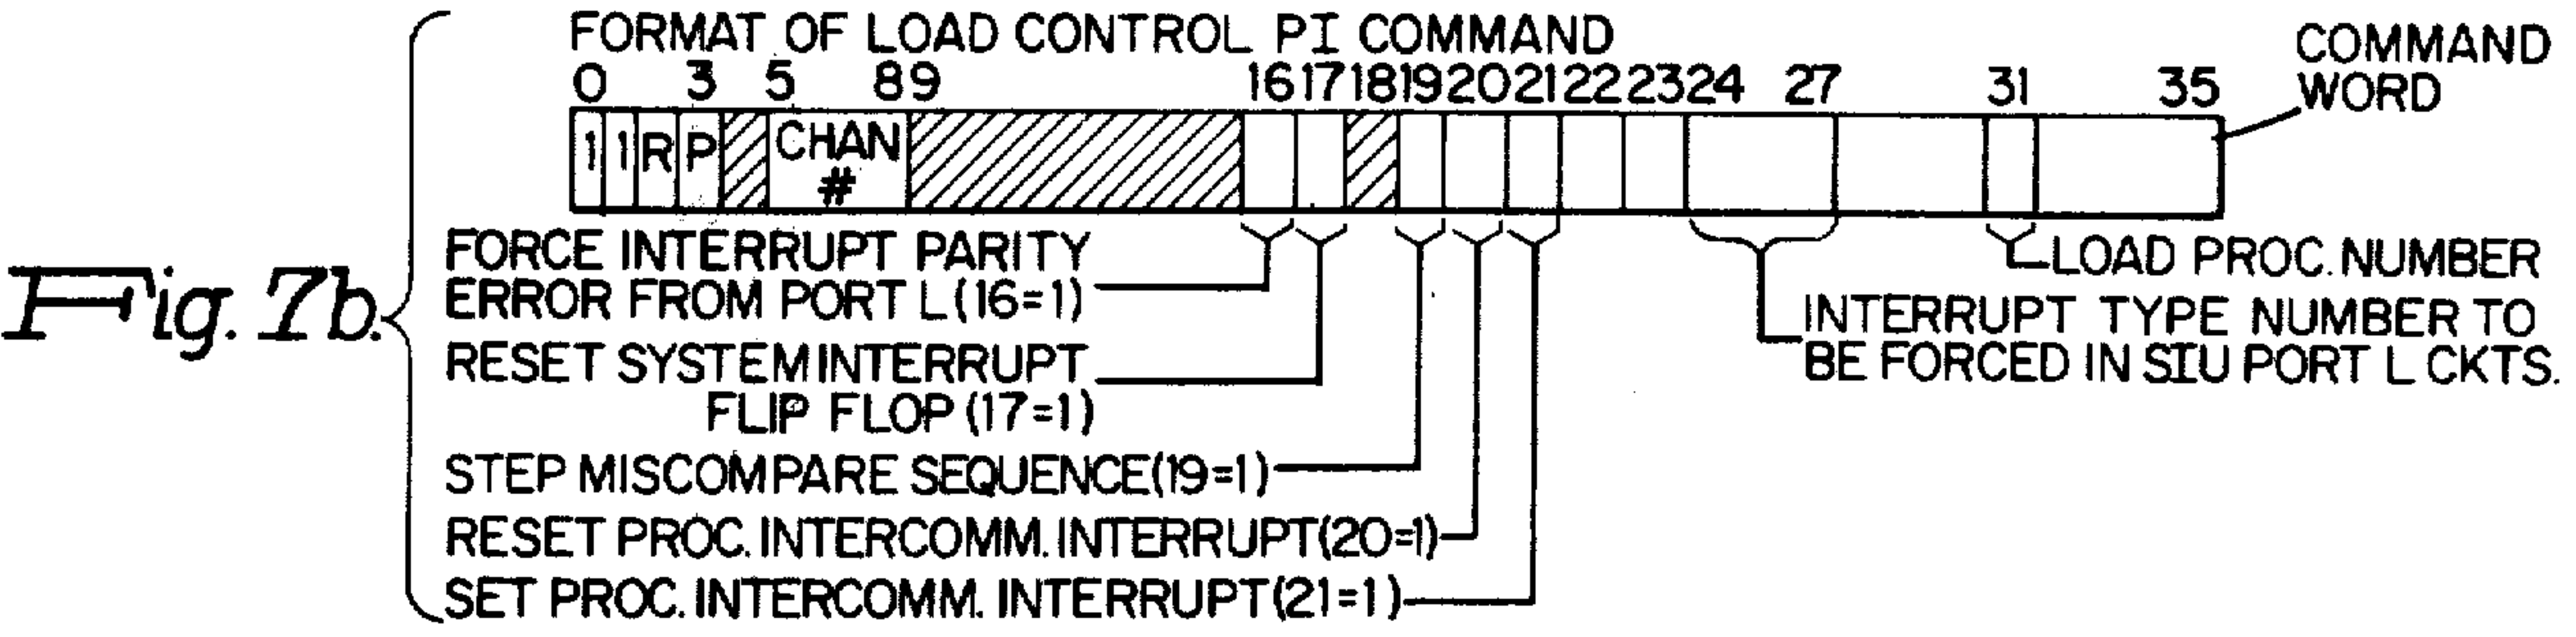 FORMAT OF LOAD CONTROL PI COMMAND
COMMAND
WORD
0 3 5 8 9 16 17 18 19 20 21 22 23 24 27 31 35
1 1 R P CHAN
#
FORCE INTERRUPT PARITY
ERROR FROM PORT L(16=1)
RESET SYSTEM INTERRUPT
FLIP FLOP (17=1)
STEP MISCOMPARE SEQUENCE(19=1)
RESET PROC. INTERCOMM. INTERRUPT(20=1)
SET PROC. INTERCOMM. INTERRUPT(21=1)
LOAD PROC. NUMBER
INTERRUPT TYPE NUMBER TO
BE FORCED IN SIU PORT L CKTS.
Fig. 7b.